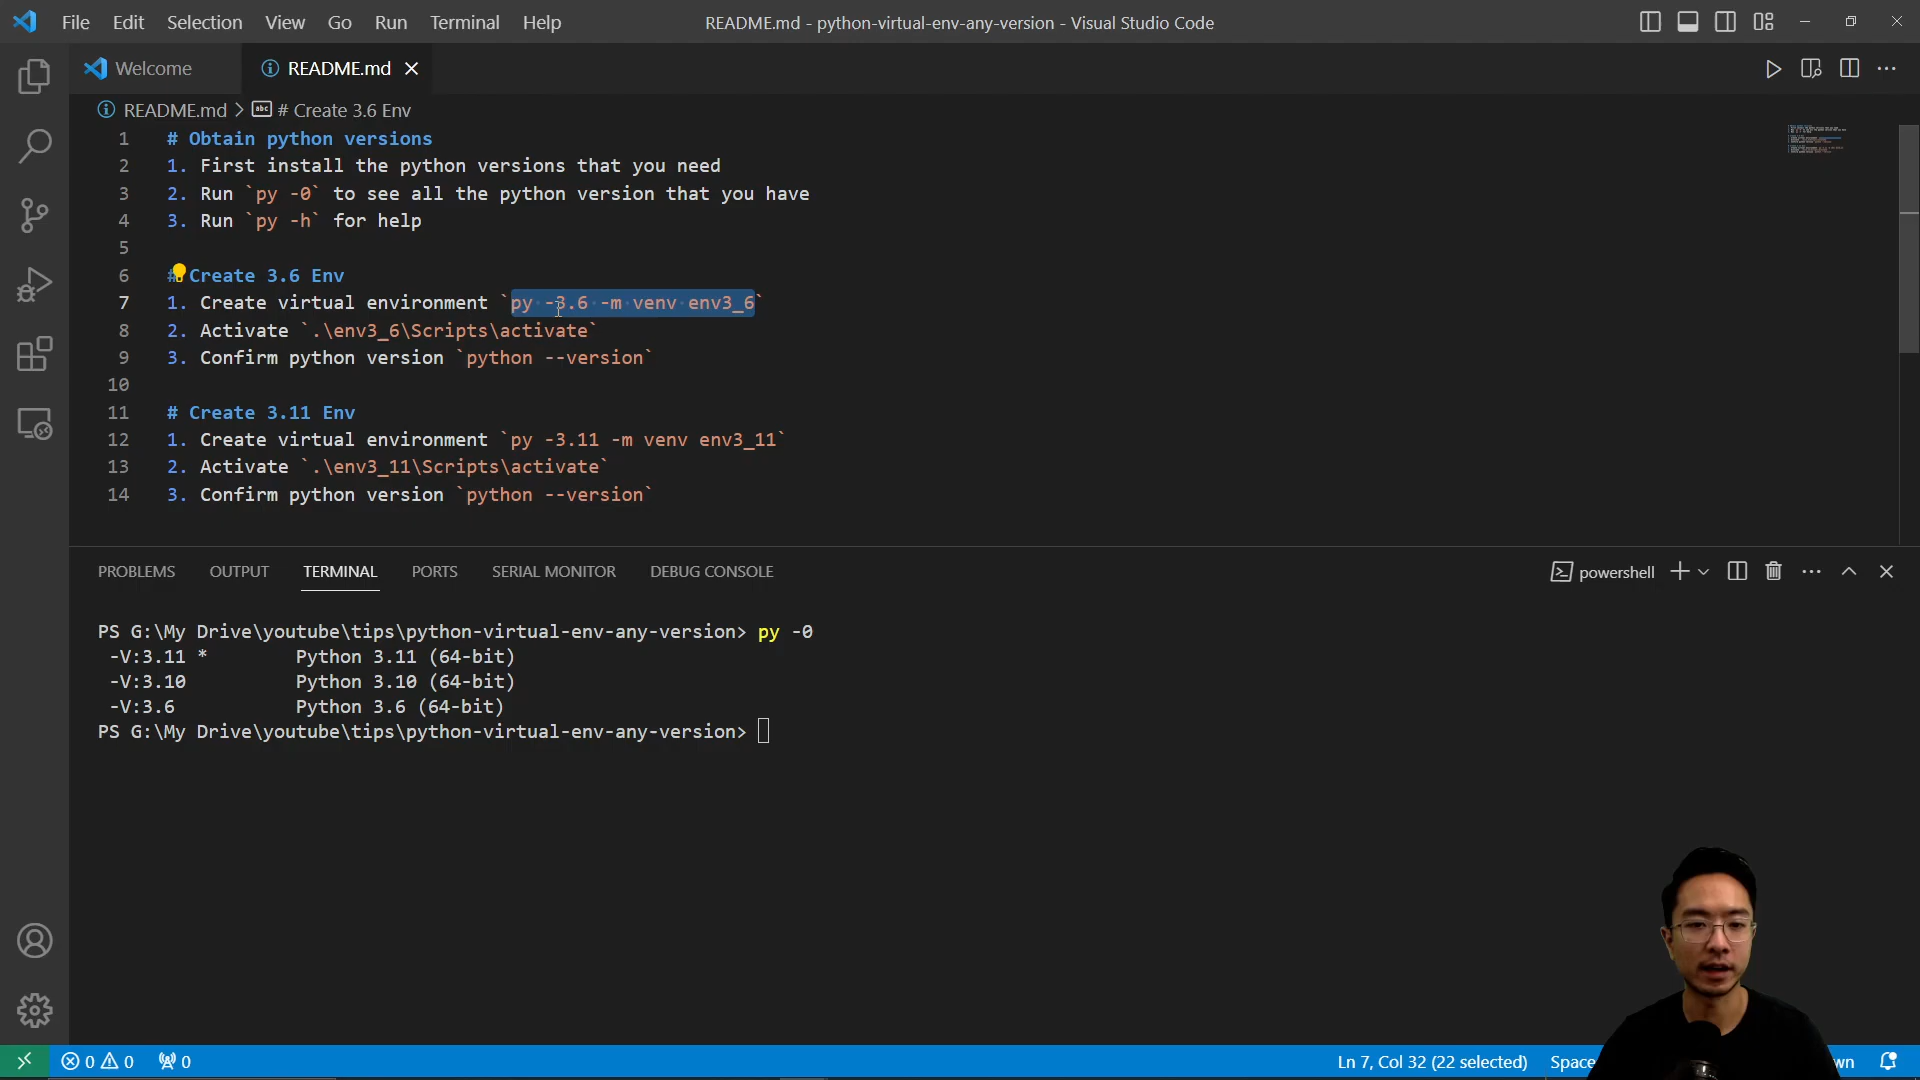 File Edit Selection View Go Run Terminal Help
README.md - python-virtual-env-any-version - Visual Studio Code
Welcome
README.md
README.md > # Create 3.6 Env
1 # Obtain python versions
2 1. First install the python versions that you need
3 2. Run `py -0` to see all the python version that you have
4 3. Run `py -h` for help
5
6 # Create 3.6 Env
7 1. Create virtual environment `py -3.6 -m venv env3_6`
8 2. Activate `.\env3_6\Scripts\activate`
9 3. Confirm python version `python --version`
10
11 # Create 3.11 Env
12 1. Create virtual environment `py -3.11 -m venv env3_11`
13 2. Activate `.\env3_11\Scripts\activate`
14 3. Confirm python version `python --version`
PROBLEMS OUTPUT TERMINAL PORTS SERIAL MONITOR DEBUG CONSOLE
powershell
PS G:\My Drive\youtube\tips\python-virtual-env-any-version> py -0
-V:3.11 * Python 3.11 (64-bit)
-V:3.10 Python 3.10 (64-bit)
-V:3.6 Python 3.6 (64-bit)
PS G:\My Drive\youtube\tips\python-virtual-env-any-version>
0 0 0
Ln 7, Col 32 (22 selected)